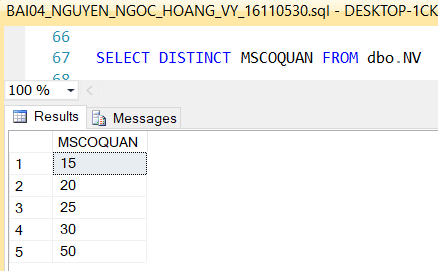 BAI04_NGUYEN_NGOC_HOANG_VY_16110530.sql - DESKTOP-1CK
66
67 SELECT DISTINCT MSCOQUAN FROM dbo.NV
68
100 %
Results Messages
MSCOQUAN
1 15
2 20
3 25
4 30
5 50